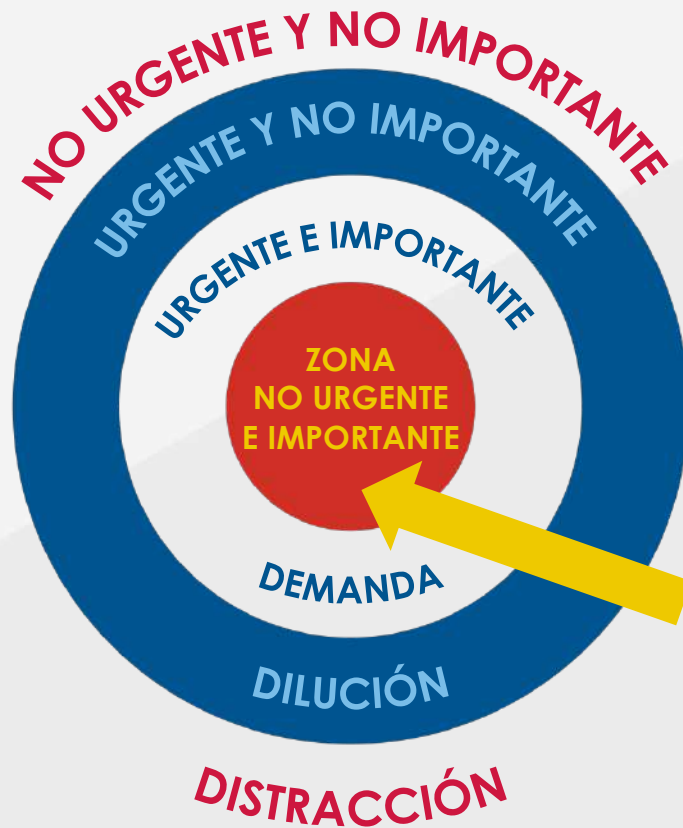 NO URGENTE Y NO IMPORTANTE
URGENTE Y NO IMPORTANTE
URGENTE E IMPORTANTE
ZONA
NO URGENTE
E IMPORTANTE
DEMANDA
DILUCIÓN
DISTRACCIÓN